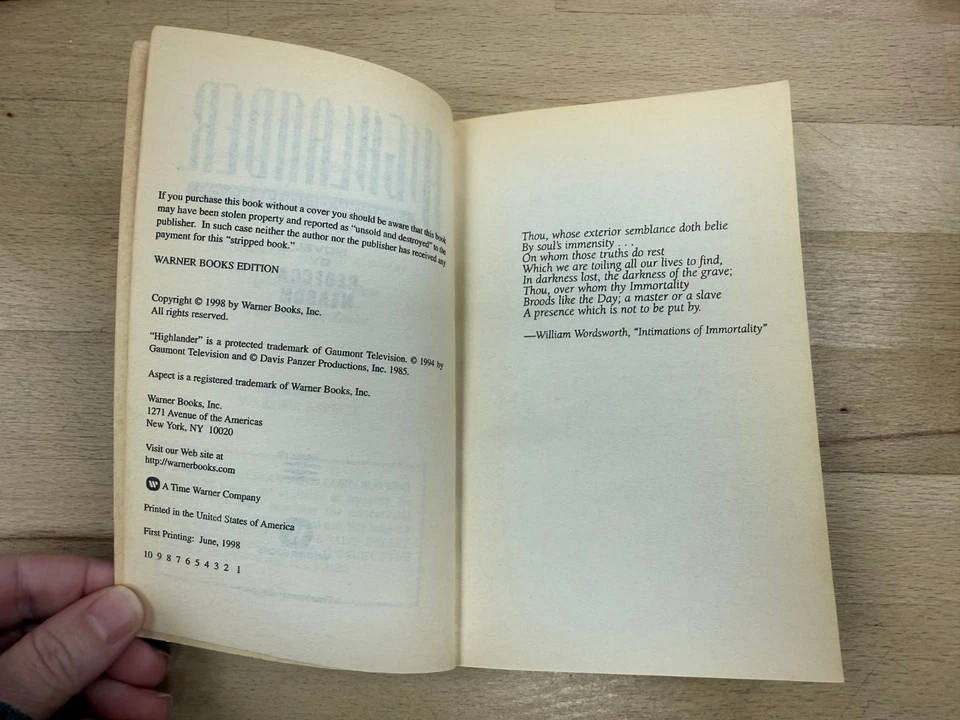 If you purchase this book without a cover you should be aware that this book
may have been stolen property and reported as "unsold and destroyed" to the
publisher. In such case neither the author nor the publisher has received any
payment for this "stripped book."
WARNER BOOKS EDITION
Copyright © 1998 by Warner Books, Inc.
All rights reserved.
"Highlander" is a protected trademark of Gaumont Television. © 1994 by
Gaumont Television and © Davis Panzer Productions, Inc. 1985.
Aspect is a registered trademark of Warner Books, Inc.
Warner Books, Inc.
1271 Avenue of the Americas
New York, NY 10020
Visit our Web site at
http://warnerbooks.com
W A Time Warner Company
Printed in the United States of America
First Printing: June, 1998
10 9 8 7 6 5 4 3 2 1
Thou, whose exterior semblance doth belie
By soul's immensity . . .
On whom those truths do rest
Which we are toiling all our lives to find,
In darkness lost, the darkness of the grave;
Thou, over whom thy Immortality
Broods like the Day; a master or a slave
A presence which is not to be put by.
—William Wordsworth, "Intimations of Immortality"
HIGHLANDER
REBECCA
NEASON